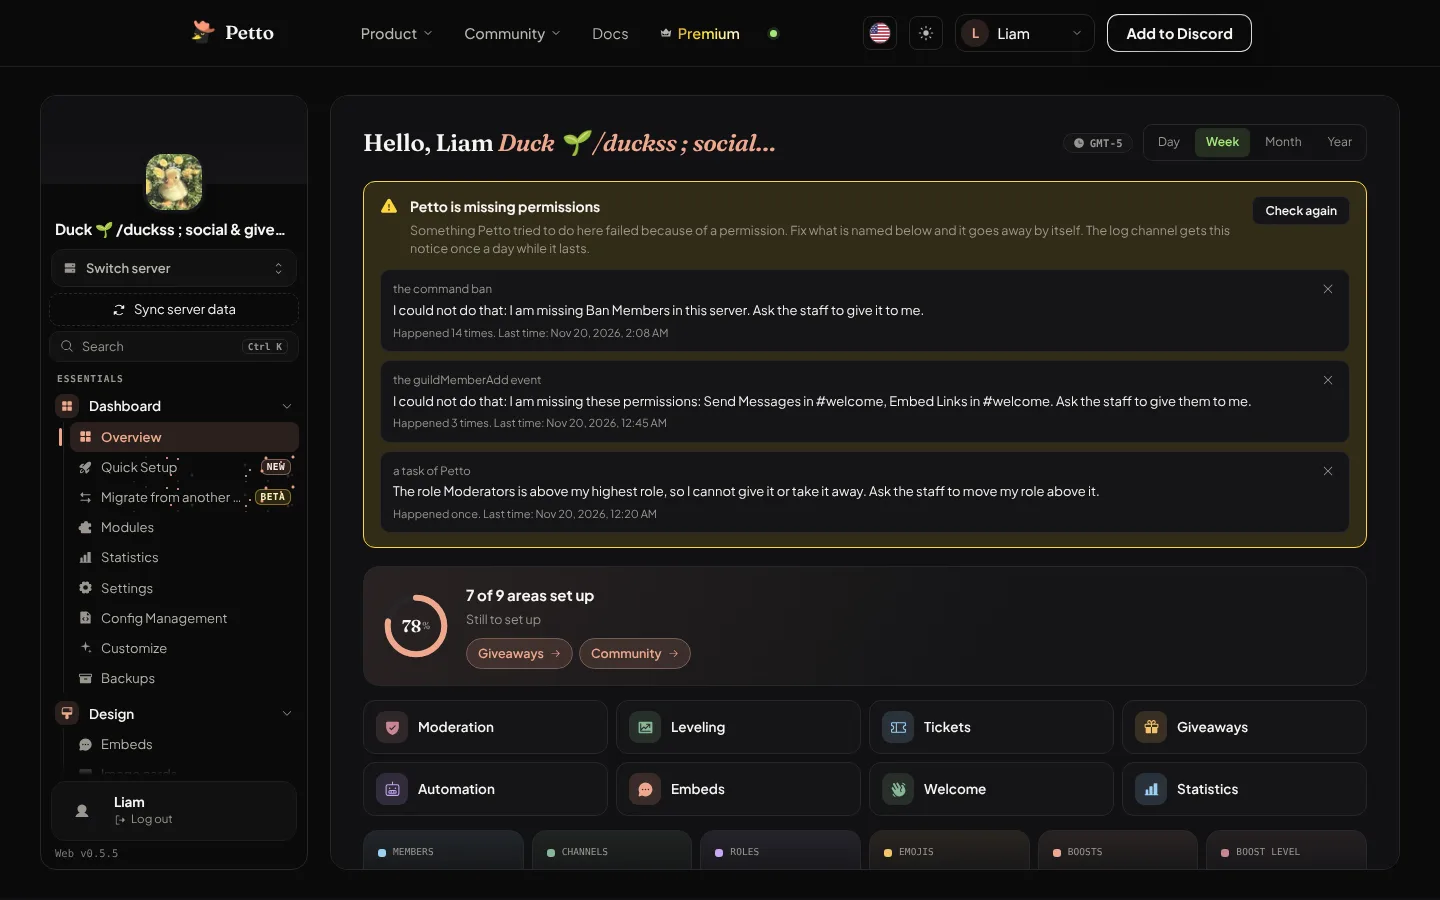 Petto
Product
Community
Docs
Premium
L
Liam
Add to Discord
Duck 🌱 /duckss ; social & give...
Switch server
Sync server data
Search
Ctrl K
ESSENTIALS
Dashboard
Overview
Quick Setup
NEW
Migrate from another ...
BETA
Modules
Statistics
Settings
Config Management
Customize
Backups
Design
Embeds
Liam
Log out
Web v0.5.5
Hello, Liam Duck 🌱/duckss ; social...
GMT-5
Day
Week
Month
Year
Petto is missing permissions
Check again
Something Petto tried to do here failed because of a permission. Fix what is named below and it goes away by itself. The log channel gets this
notice once a day while it lasts.
the command ban
I could not do that: I am missing Ban Members in this server. Ask the staff to give it to me.
Happened 14 times. Last time: Nov 20, 2026, 2:08 AM
the guildMemberAdd event
I could not do that: I am missing these permissions: Send Messages in #welcome, Embed Links in #welcome. Ask the staff to give them to me.
Happened 3 times. Last time: Nov 20, 2026, 12:45 AM
a task of Petto
The role Moderators is above my highest role, so I cannot give it or take it away. Ask the staff to move my role above it.
Happened once. Last time: Nov 20, 2026, 12:20 AM
78%
7 of 9 areas set up
Still to set up
Giveaways →
Community →
Moderation
Leveling
Tickets
Giveaways
Automation
Embeds
Welcome
Statistics
MEMBERS
CHANNELS
ROLES
EMOJIS
BOOSTS
BOOST LEVEL